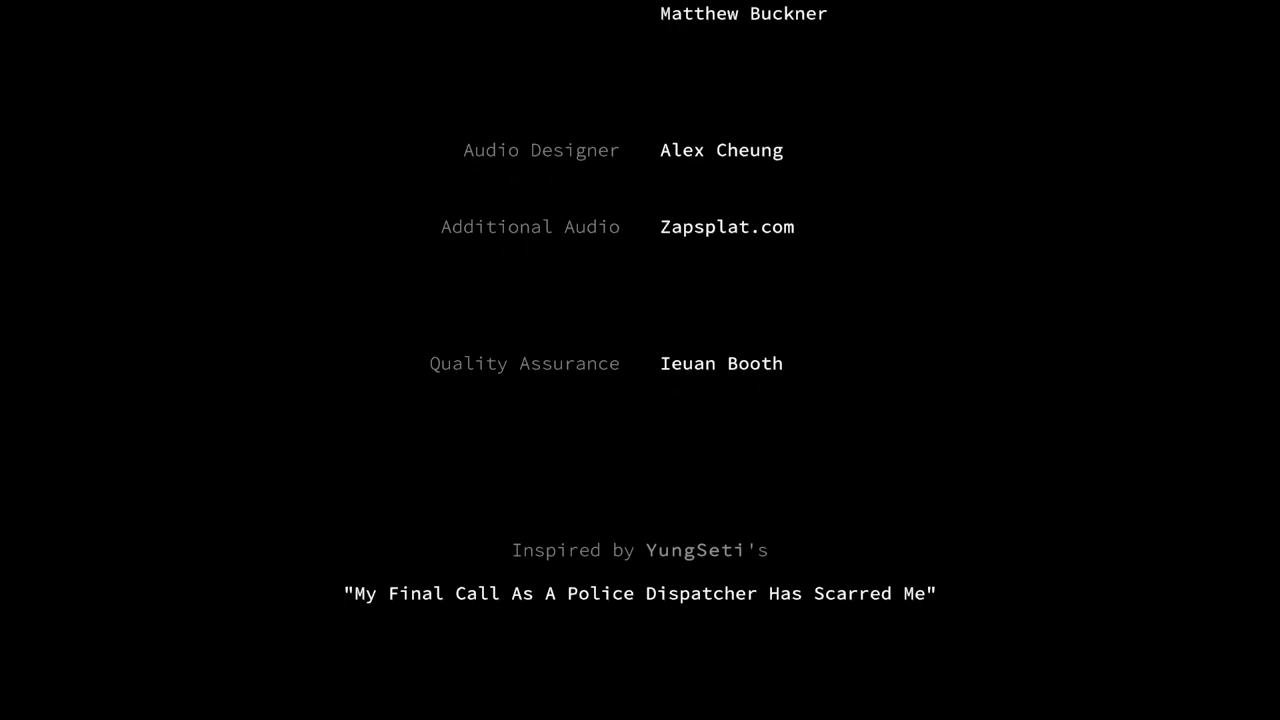 Matthew Buckner
Audio Designer Alex Cheung
Additional Audio Zapsplat.com
Quality Assurance Ieuan Booth
Inspired by YungSeti's
"My Final Call As A Police Dispatcher Has Scarred Me"